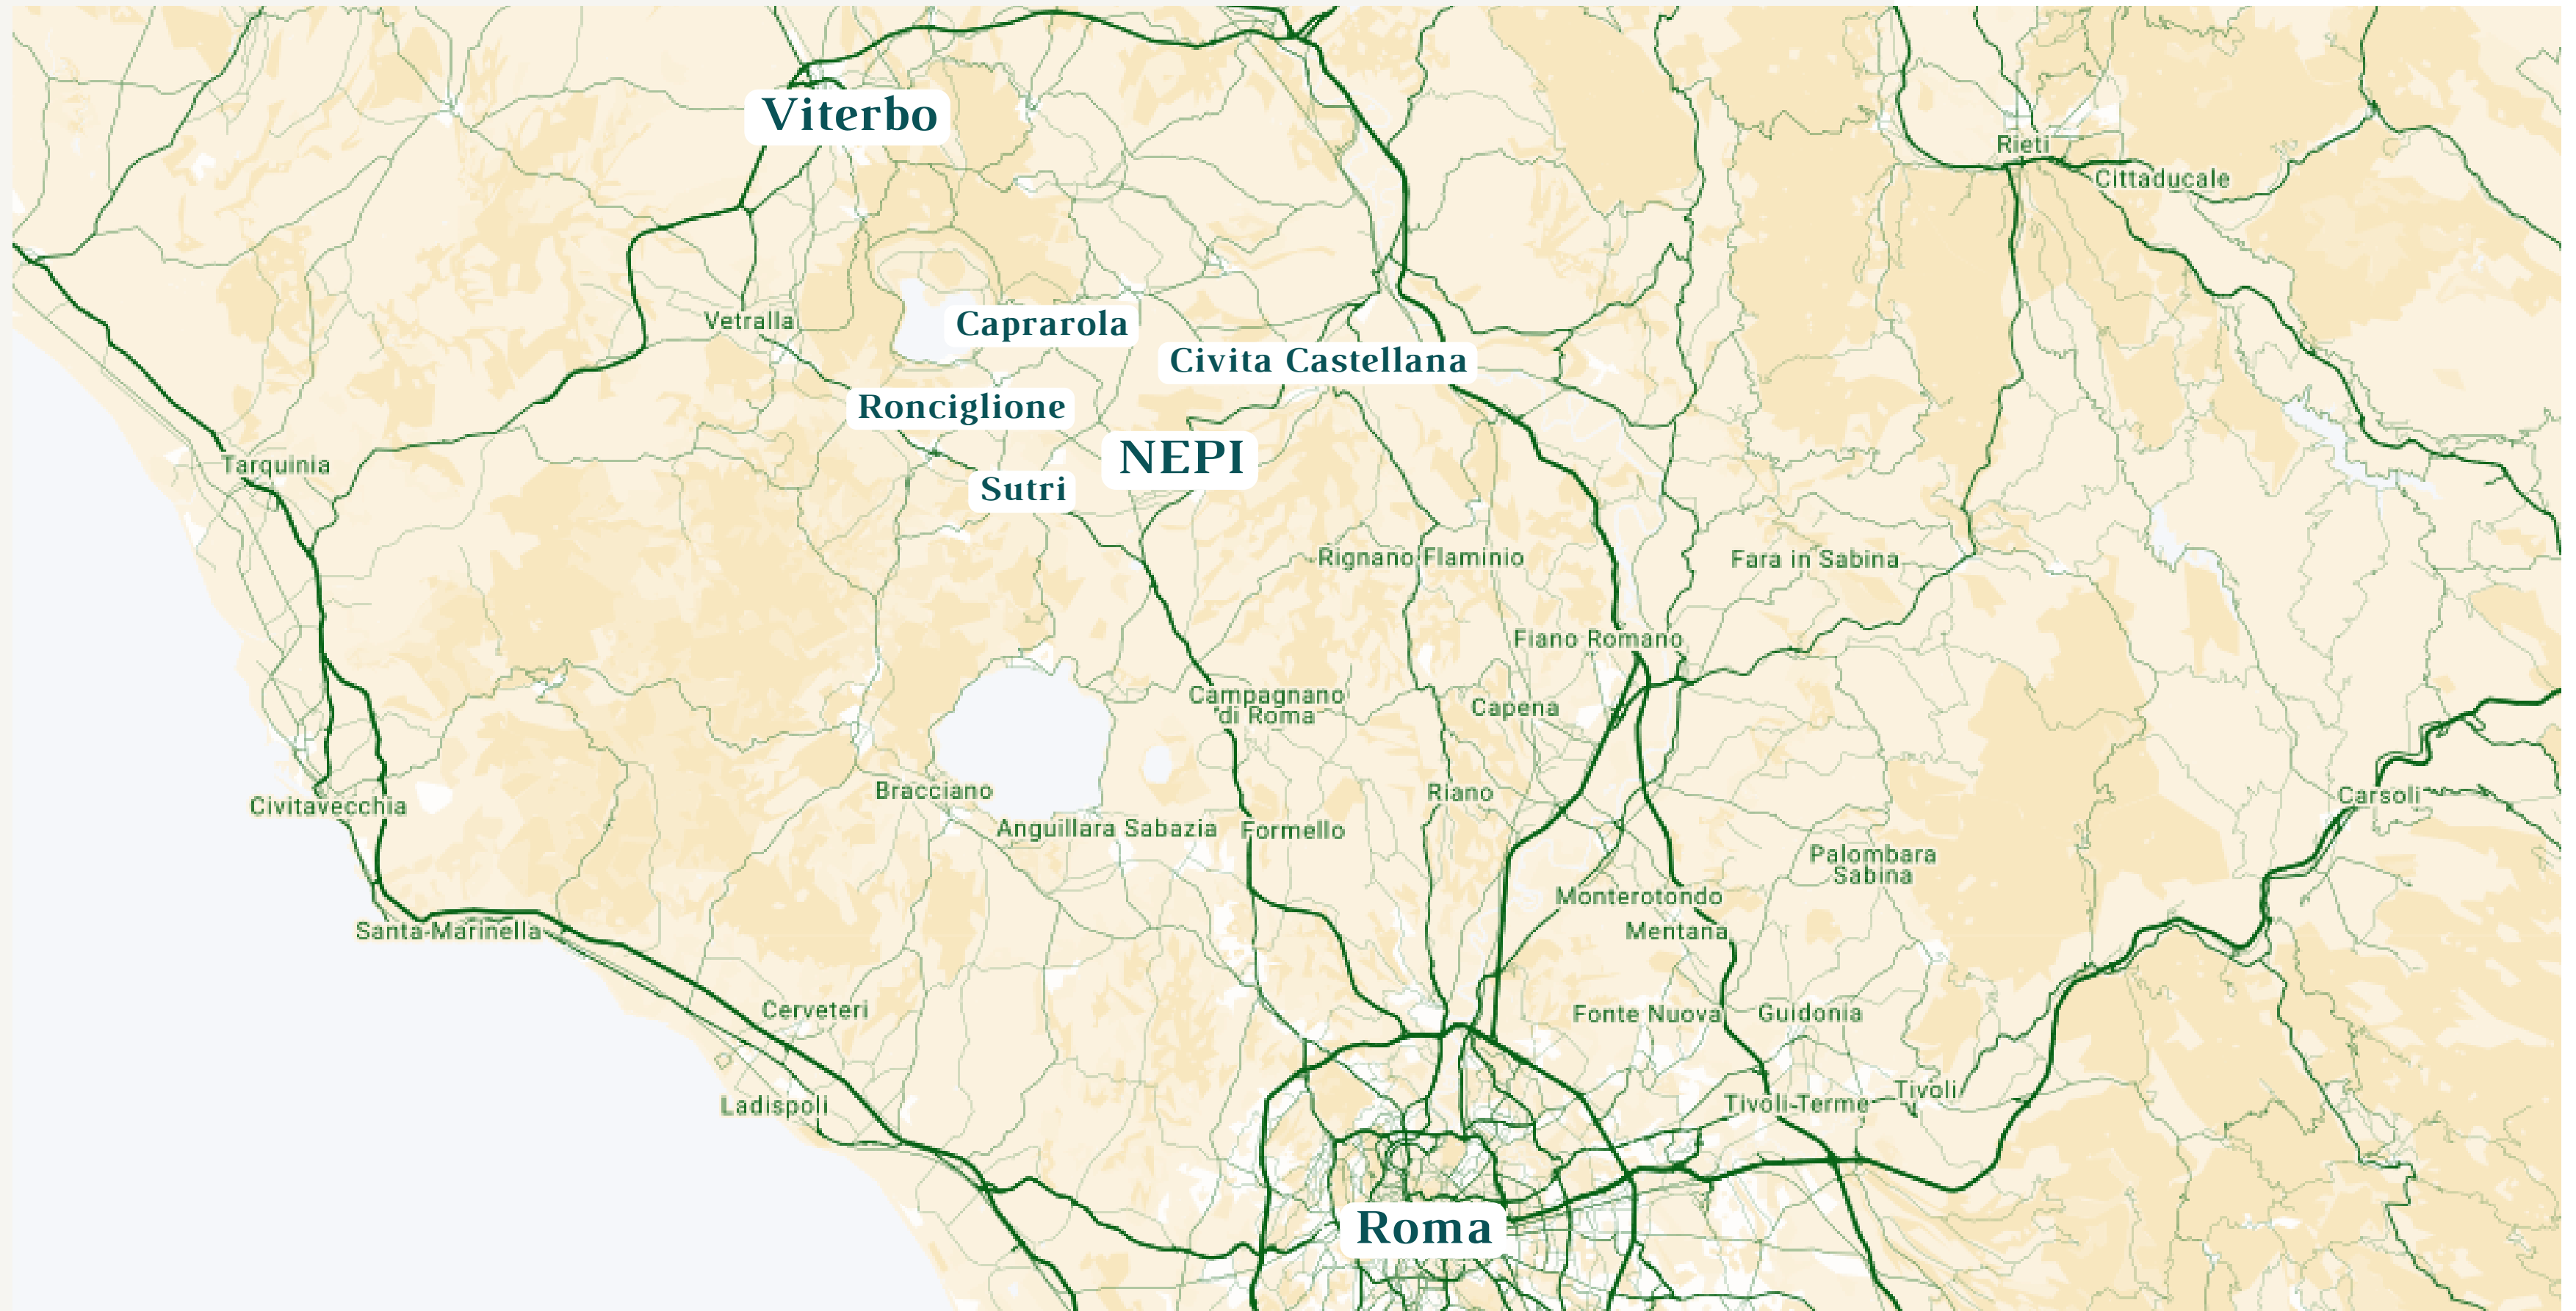 Viterbo
Rieti
Cittaducale
Vetralla
Caprarola
Civita Castellana
Ronciglione
NEPI
Tarquinia
Sutri
Rignano Flaminio
Fara in Sabina
Fiano Romano
Campagnano
di Roma
Capena
Bracciano
Riano
Carsoli
Civitavecchia
Anguillara Sabazia
Formello
Palombara
Sabina
Monterotondo
Santa-Marinella
Mentana
Cerveteri
Fonte Nuova
Guidonia
Ladispoli
Tivoli-Terme
Tivoli
Roma